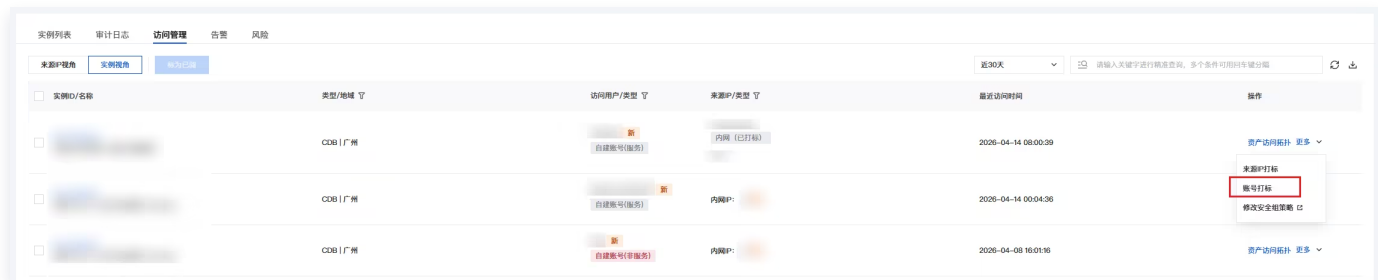 实例列表 审计日志 访问管理 告警 风险
来源IP视角 实例视角 标为已读 近30天 请输入关键字进行精准查询，多个条件可用回车键分隔
实例ID/名称 类型/地域 访问用户/类型 来源IP/类型 最近访问时间 操作
新
CDB | 广州 自建账号(服务) 内网（已打标） 2026-04-14 08:00:39 资产访问拓扑 更多
来源IP打标
新 账号打标
CDB | 广州 自建账号(服务) 内网IP: 2026-04-14 00:04:36
修改安全组策略
新
CDB | 广州 自建账号(非服务) 内网IP: 2026-04-08 16:01:16 资产访问拓扑 更多